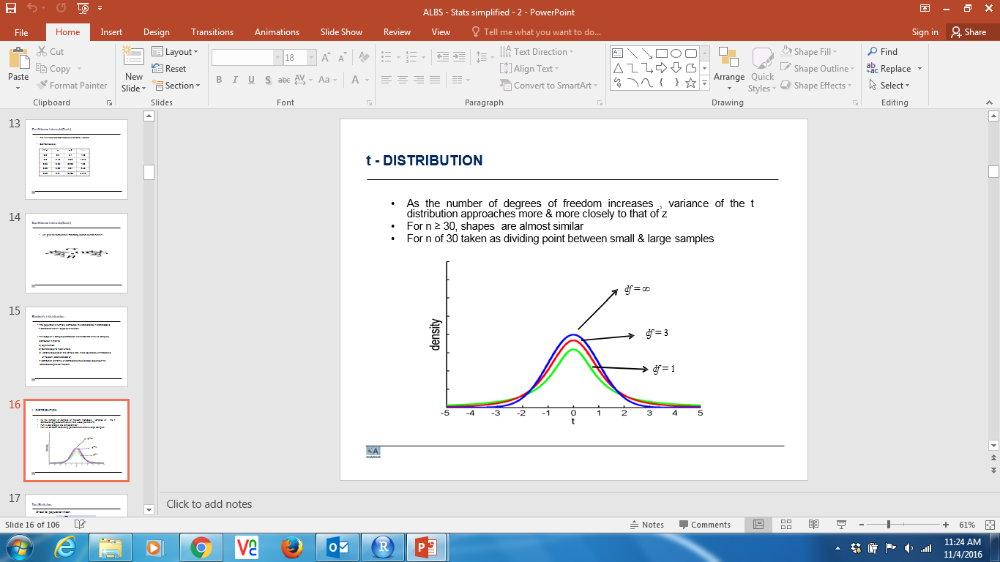 ALBS - Stats simplified - 2 - PowerPoint
File Home Insert Design Transitions Animations Slide Show Review View Tell me what you want to do... Sign in Share
Paste
Cut
Copy
Format Painter
Clipboard
New Slide
Layout
Reset
Section
Slides
18
B I U S abc AV Aa A
Font
Text Direction
Align Text
Convert to SmartArt
Paragraph
Arrange
Quick Styles
Shape Fill
Shape Outline
Shape Effects
Drawing
Find
Replace
Select
Editing
13
14
15
16
17
t - DISTRIBUTION
• As the number of degrees of freedom increases , variance of the t
distribution approaches more & more closely to that of z
• For n ≥ 30, shapes are almost similar
• For n of 30 taken as dividing point between small & large samples
df = ∞
df = 3
df = 1
density
-5 -4 -3 -2 -1 0 1 2 3 4 5
t
Click to add notes
Slide 16 of 106 Notes Comments 61%
11:24 AM
11/4/2016